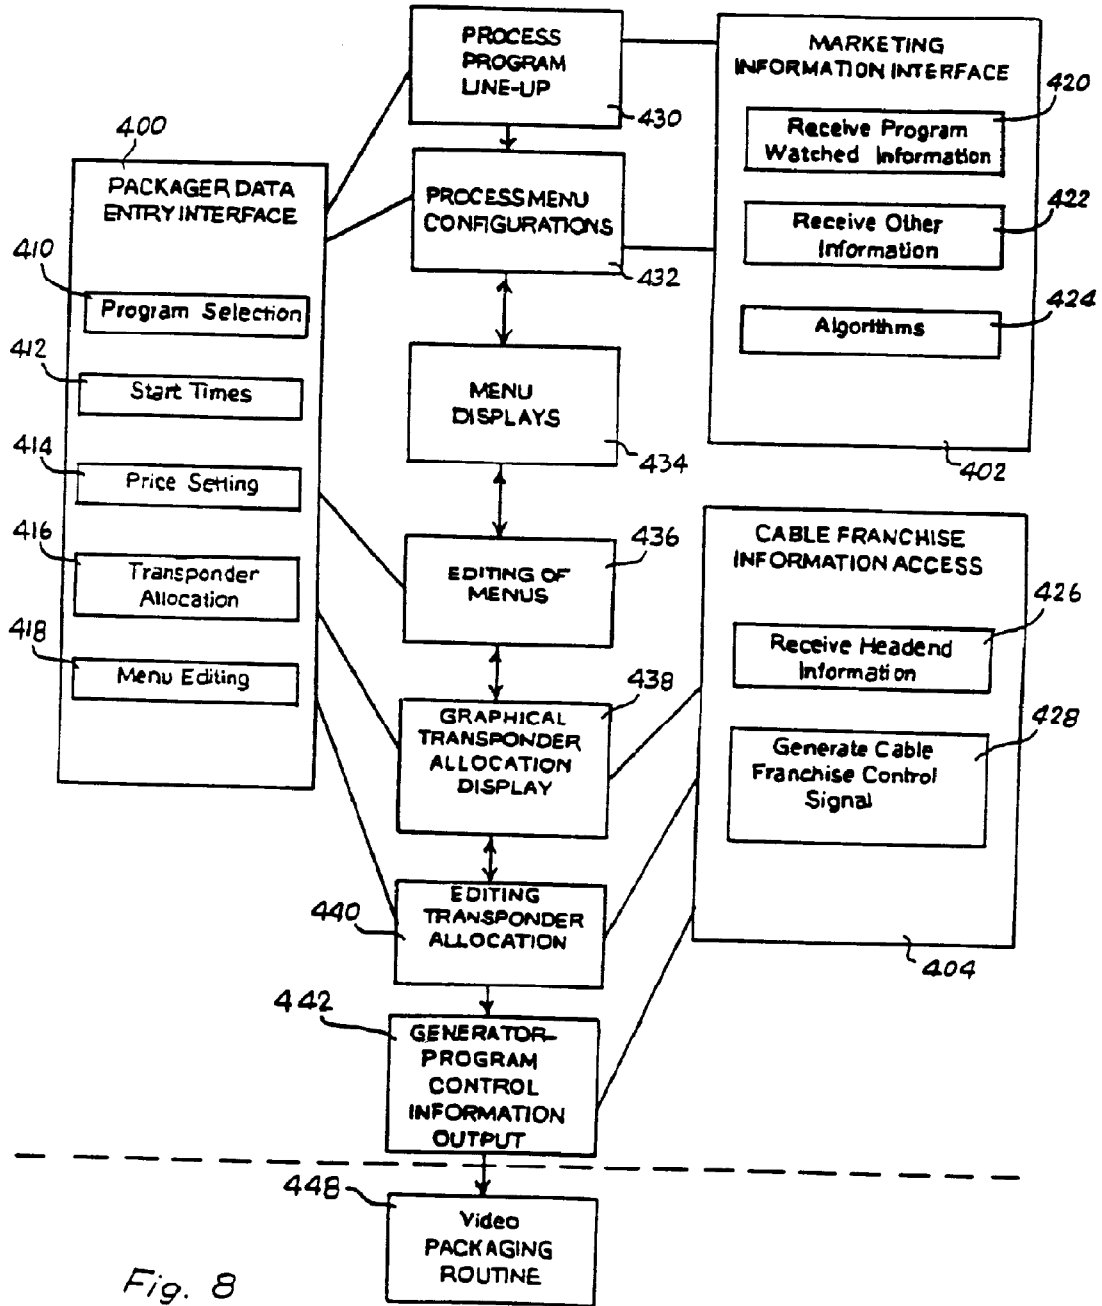 PROCESS
PROGRAM
LINE-UP
430
MARKETING
INFORMATION INTERFACE
420
Receive Program
Watched Information
422
Receive Other
Information
424
Algorithms
402
400
PACKAGER DATA
ENTRY INTERFACE
410
Program Selection
412
Start Times
414
Price Setting
416
Transponder
Allocation
418
Menu Editing
PROCESS MENU
CONFIGURATIONS
432
MENU
DISPLAYS
434
436
EDITING OF
MENUS
438
GRAPHICAL
TRANSPONDER
ALLOCATION
DISPLAY
440
EDITING
TRANSPONDER
ALLOCATION
442
GENERATOR-
PROGRAM
CONTROL
INFORMATION
OUTPUT
CABLE FRANCHISE
INFORMATION ACCESS
426
Receive Headend
Information
428
Generate Cable
Franchise Control
Signal
404
448
Video
PACKAGING
ROUTINE
Fig. 8